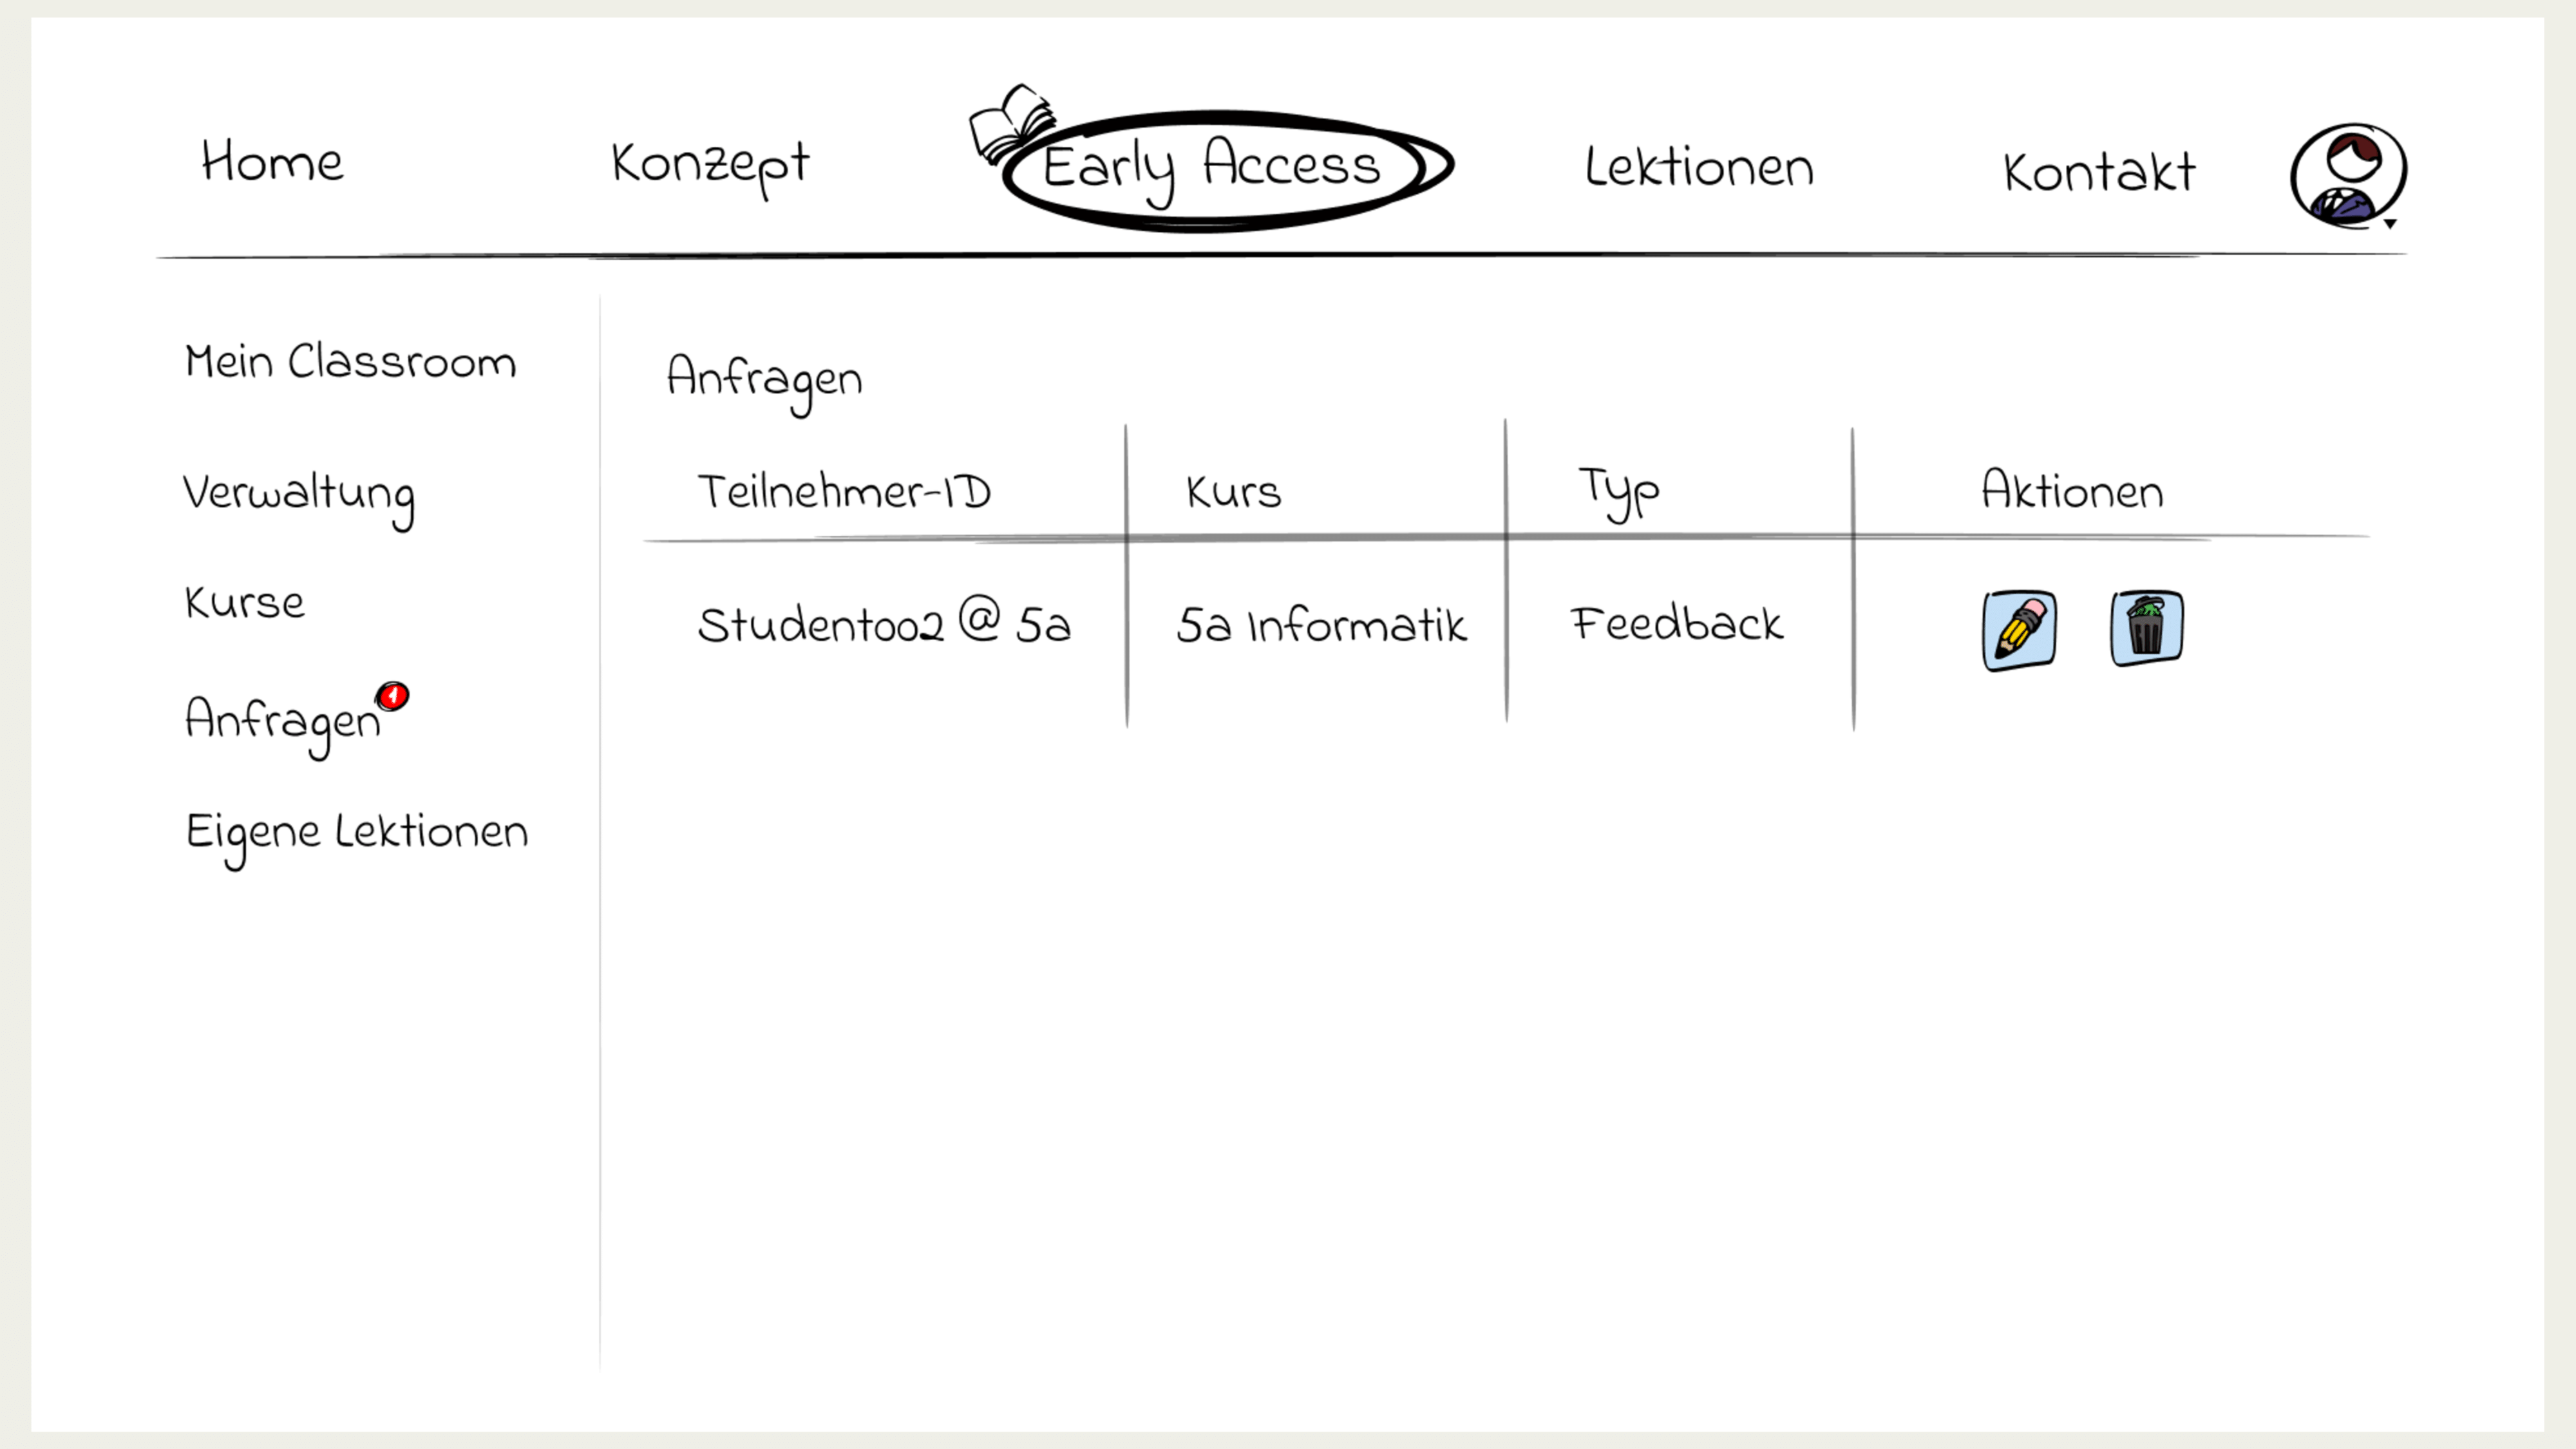 Home Konzept Early Access Lektionen Kontakt
Mein Classroom
Verwaltung
Kurse
Anfragen 1
Eigene Lektionen
Anfragen
Teilnehmer-ID Kurs Typ Aktionen
Student002 @ 5a 5a Informatik Feedback